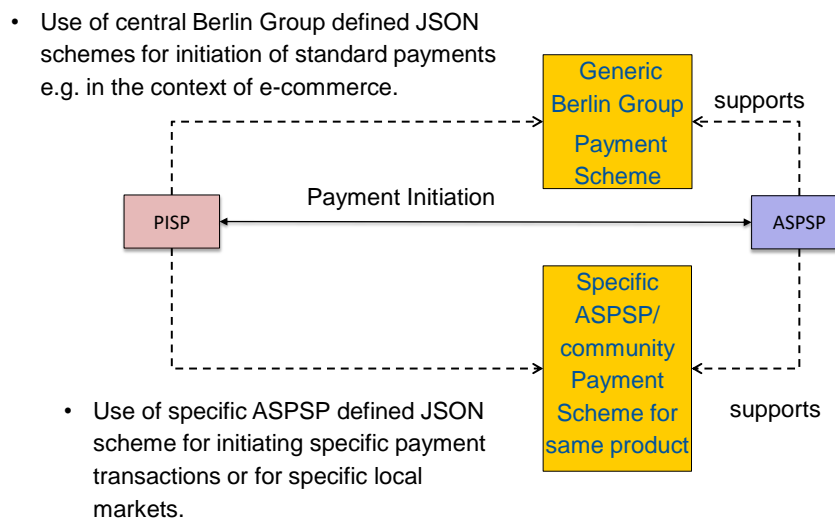 • Use of central Berlin Group defined JSON
schemes for initiation of standard payments
e.g. in the context of e-commerce.
Generic
Berlin Group
Payment
Scheme
supports
Payment Initiation
PISP
ASPSP
Specific
ASPSP/
community
Payment
Scheme for
same product
supports
• Use of specific ASPSP defined JSON
scheme for initiating specific payment
transactions or for specific local
markets.